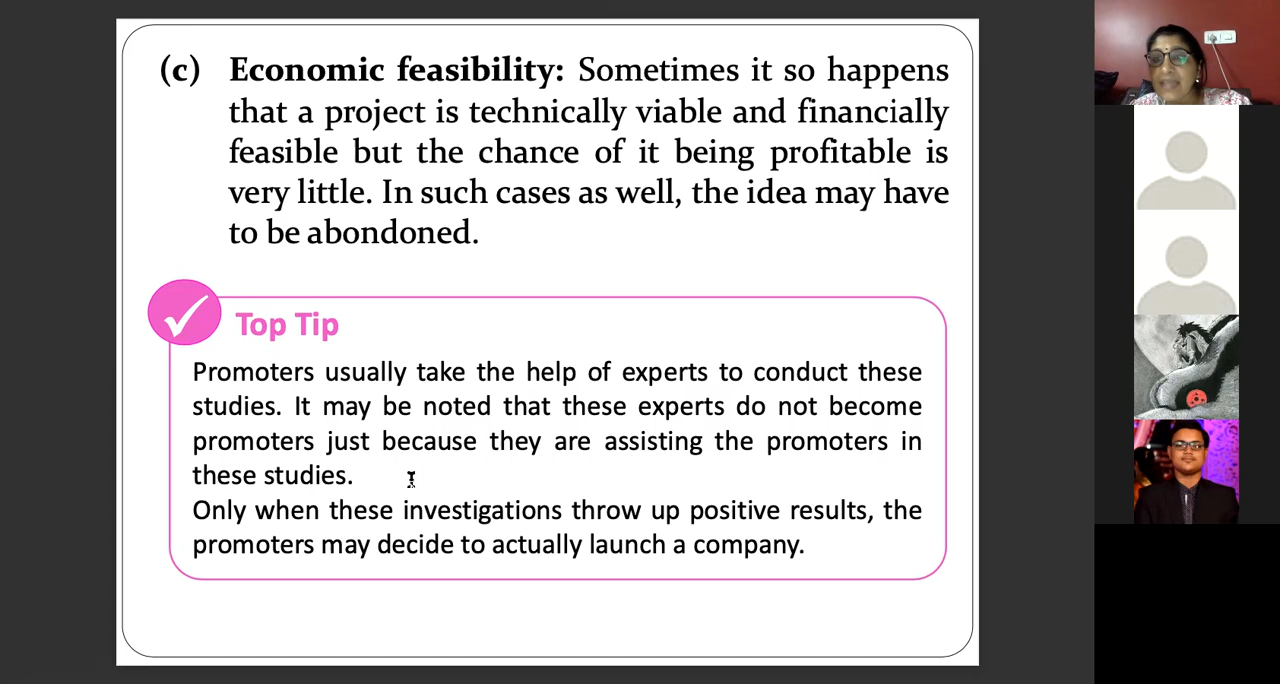 (c) Economic feasibility: Sometimes it so happens
that a project is technically viable and financially
feasible but the chance of it being profitable is
very little. In such cases as well, the idea may have
to be abondoned.
Top Tip
Promoters usually take the help of experts to conduct these
studies. It may be noted that these experts do not become
promoters just because they are assisting the promoters in
these studies.
Only when these investigations throw up positive results, the
promoters may decide to actually launch a company.